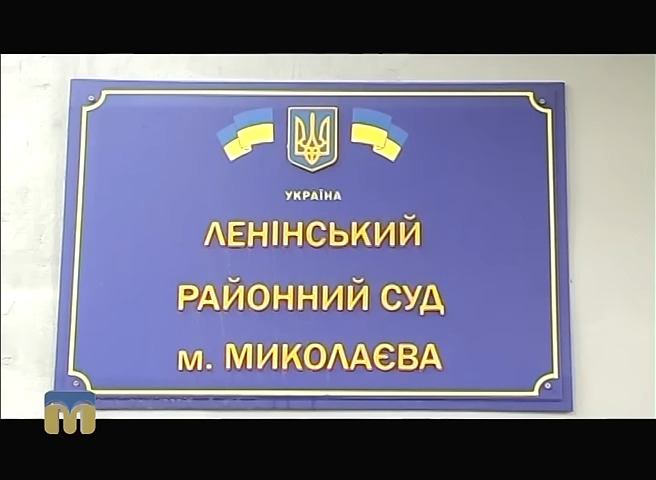 УКРАЇНА
ЛЕНІНСЬКИЙ
РАЙОННИЙ СУД
м. МИКОЛАЄВА
m